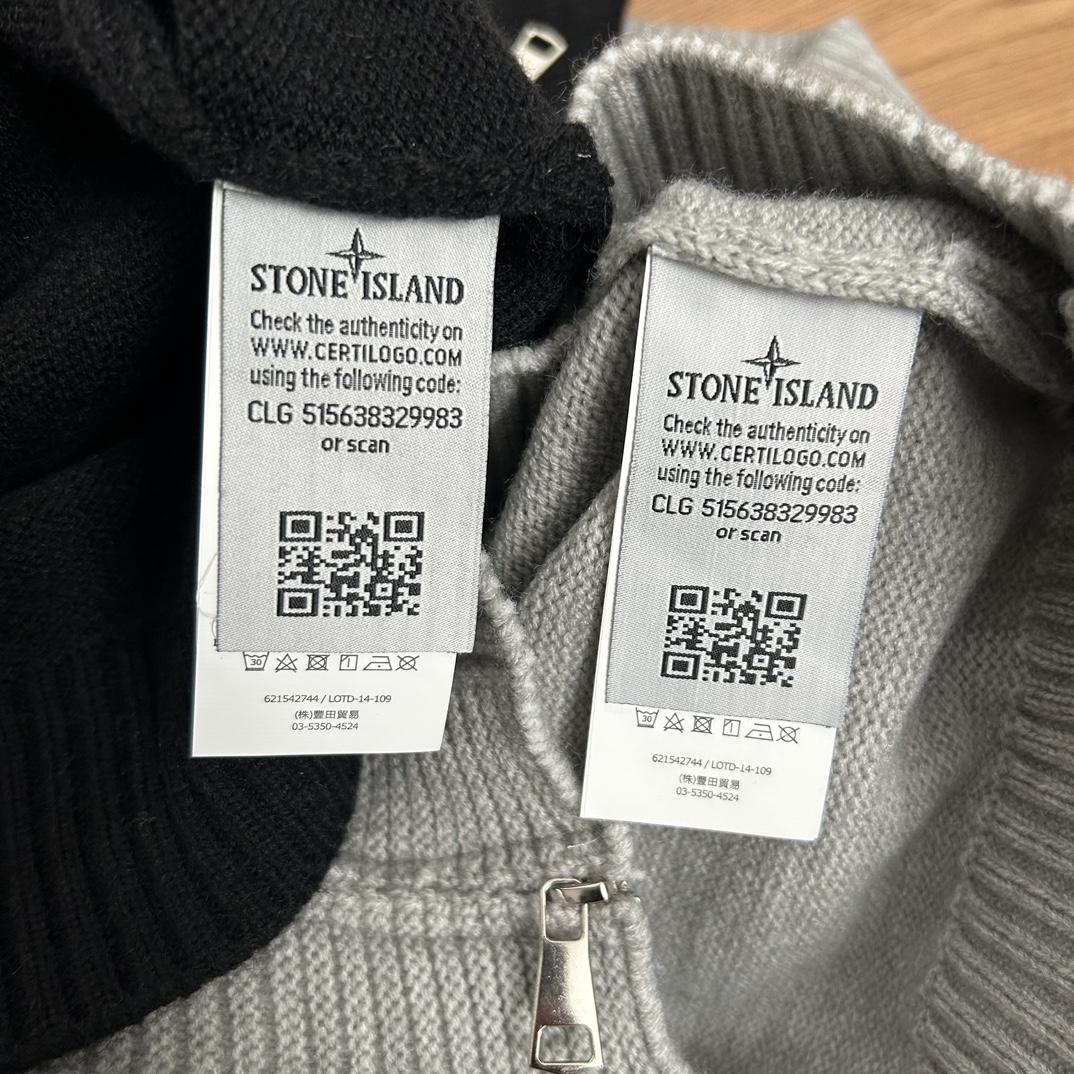 STONE ISLAND
Check the authenticity on
WWW.CERTILOGO.COM
using the following code:
CLG 515638329983
or scan
30
621542744 / LOTD-14-109
(株)豊田貿易
03-5350-4524
STONE ISLAND
Check the authenticity on
WWW.CERTILOGO.COM
using the following code:
CLG 515638329983
or scan
30
621542744 / LOTD-14-109
(株)豊田貿易
03-5350-4524